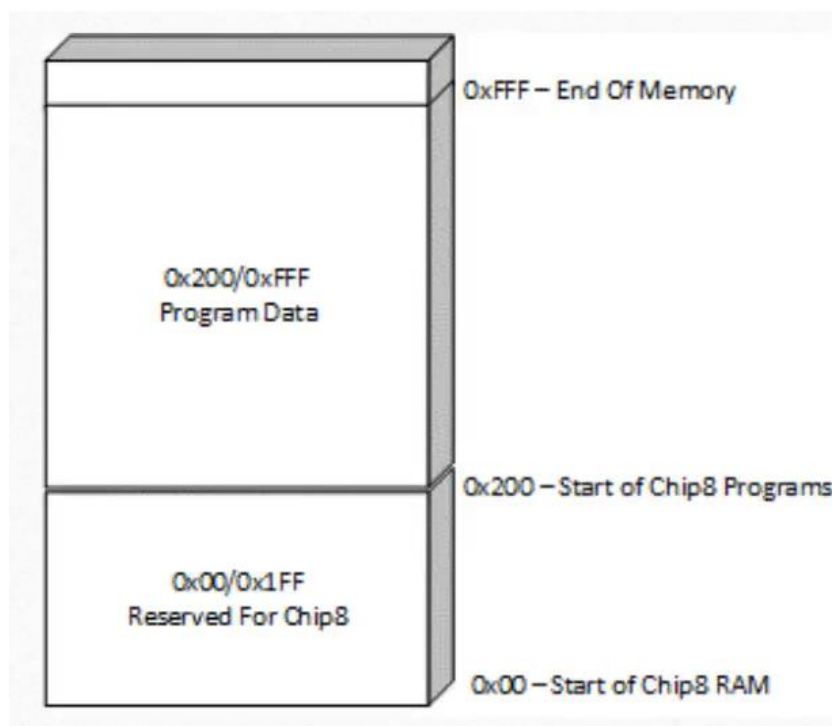 0xFFF – End Of Memory
0x200/0xFFF
Program Data
0x200 – Start of Chip8 Programs
0x00/0x1FF
Reserved For Chip8
0x00 – Start of Chip8 RAM